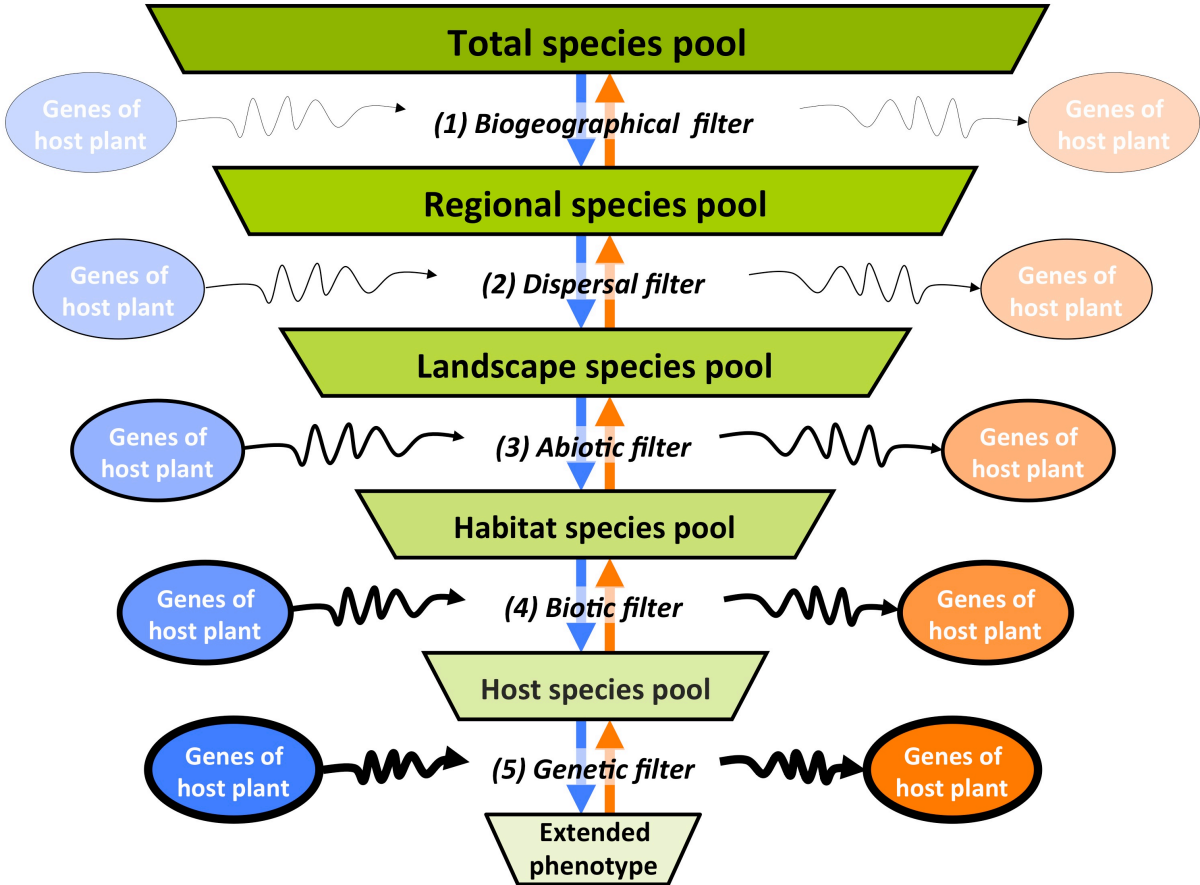 Total species pool
Genes of
host plant
(1) Biogeographical filter
Genes of
host plant
Regional species pool
Genes of
host plant
(2) Dispersal filter
Genes of
host plant
Landscape species pool
Genes of
host plant
(3) Abiotic filter
Genes of
host plant
Habitat species pool
Genes of
host plant
(4) Biotic filter
Genes of
host plant
Host species pool
Genes of
host plant
(5) Genetic filter
Genes of
host plant
Extended
phenotype